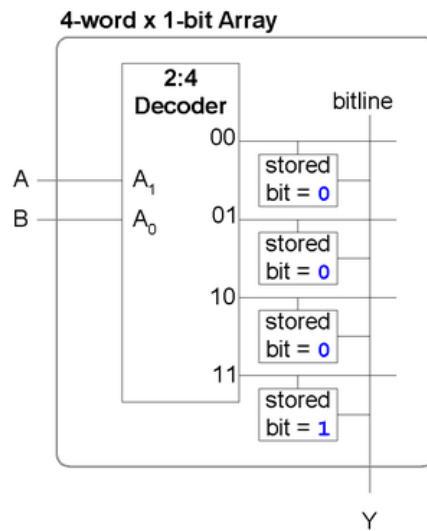 4-word x 1-bit Array
2:4
Decoder
bitline
00
stored
bit = 0
A
A₁
B
A₀
01
stored
bit = 0
10
stored
bit = 0
11
stored
bit = 1
Y